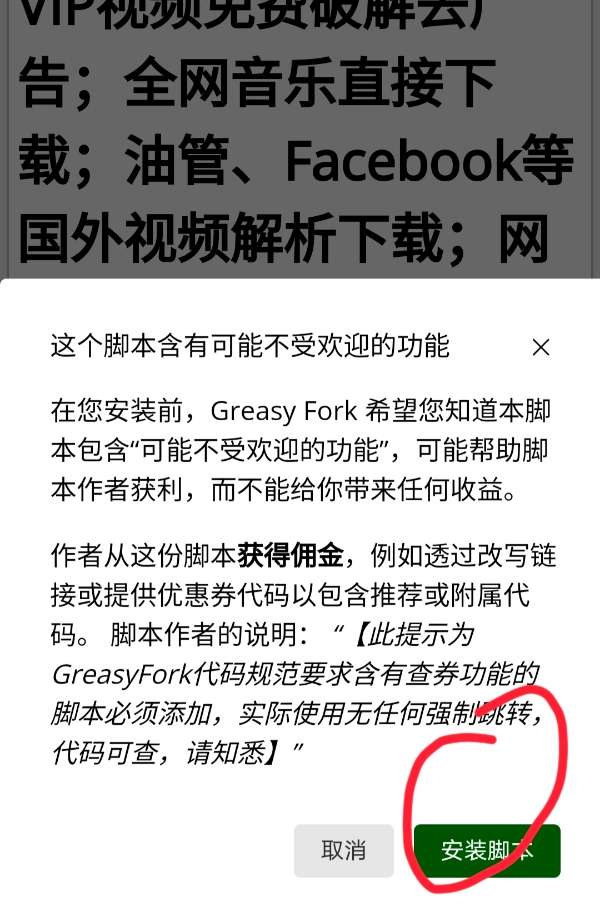 VIP视频免费破解去广
告；全网音乐直接下
载；油管、Facebook等
国外视频解析下载；网
这个脚本含有可能不受欢迎的功能
在您安装前，Greasy Fork 希望您知道本脚
本包含“可能不受欢迎的功能”，可能帮助脚
本作者获利，而不能给你带来任何收益。
作者从这份脚本获得佣金，例如透过改写链
接或提供优惠券代码以包含推荐或附属代
码。 脚本作者的说明： “【此提示为
GreasyFork代码规范要求含有查券功能的
脚本必须添加，实际使用无任何强制跳转，
代码可查，请知悉】”
取消
安装脚本